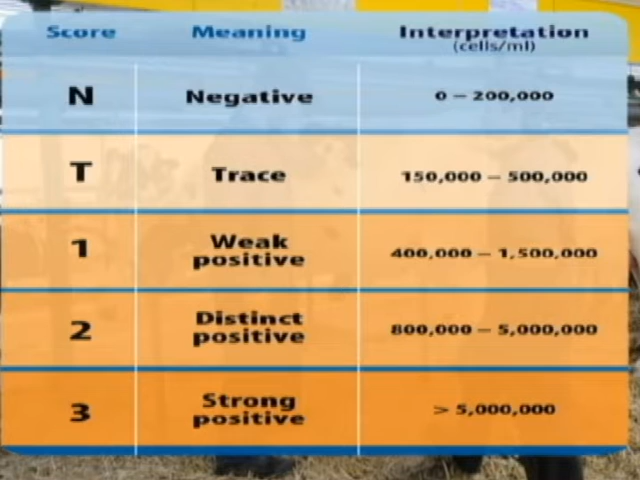 Score Meaning Interpretation
(cells/ml)
N Negative 0 – 200,000
T Trace 150,000 – 500,000
1 Weak positive 400,000 – 1,500,000
2 Distinct positive 800,000 – 5,000,000
3 Strong positive > 5,000,000